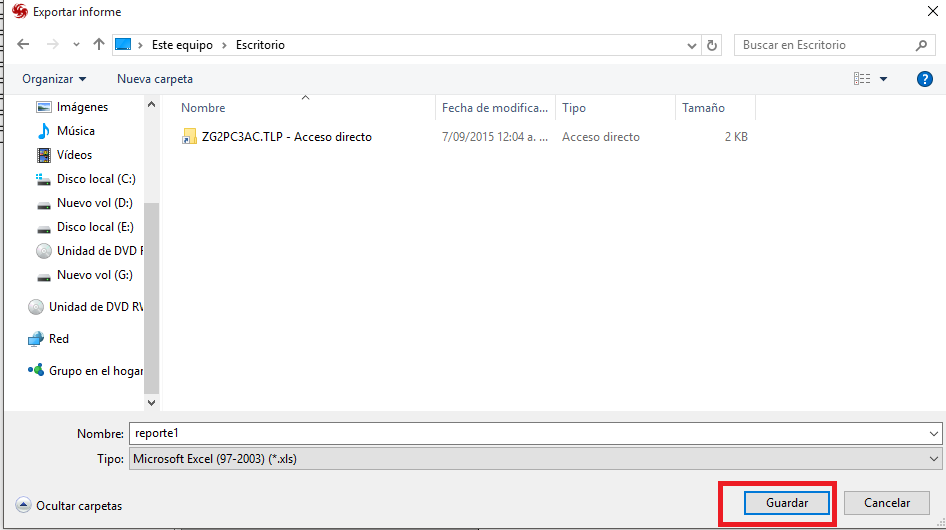 Exportar informe
Este equipo > Escritorio
Buscar en Escritorio
Organizar
Nueva carpeta
?
Imágenes
Música
Vídeos
Disco local (C:)
Nuevo vol (D:)
Disco local (E:)
Unidad de DVD F
Nuevo vol (G:)
Unidad de DVD RW
Red
Grupo en el hogar
Nombre Fecha de modifica... Tipo Tamaño
ZG2PC3AC.TLP - Acceso directo 7/09/2015 12:04 a. ... Acceso directo 2 KB
Nombre: reporte1
Tipo: Microsoft Excel (97-2003) (*.xls)
Ocultar carpetas
Guardar
Cancelar